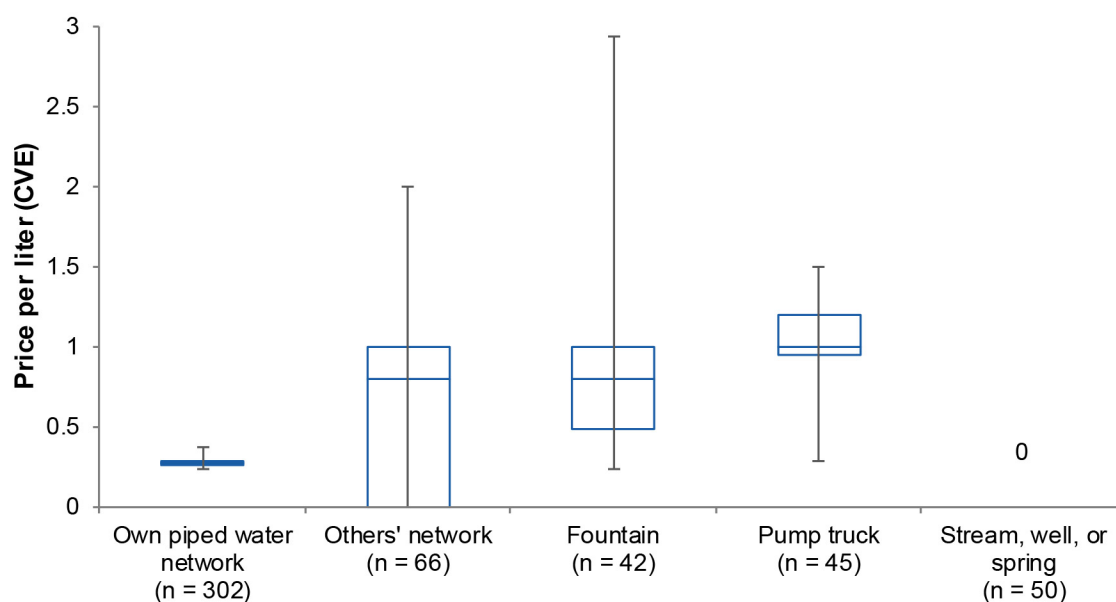 3
2.5
2
1.5
1
0.5
0
Price per liter (CVE)
0
Own piped water
network
(n = 302)
Others' network
(n = 66)
Fountain
(n = 42)
Pump truck
(n = 45)
Stream, well, or
spring
(n = 50)